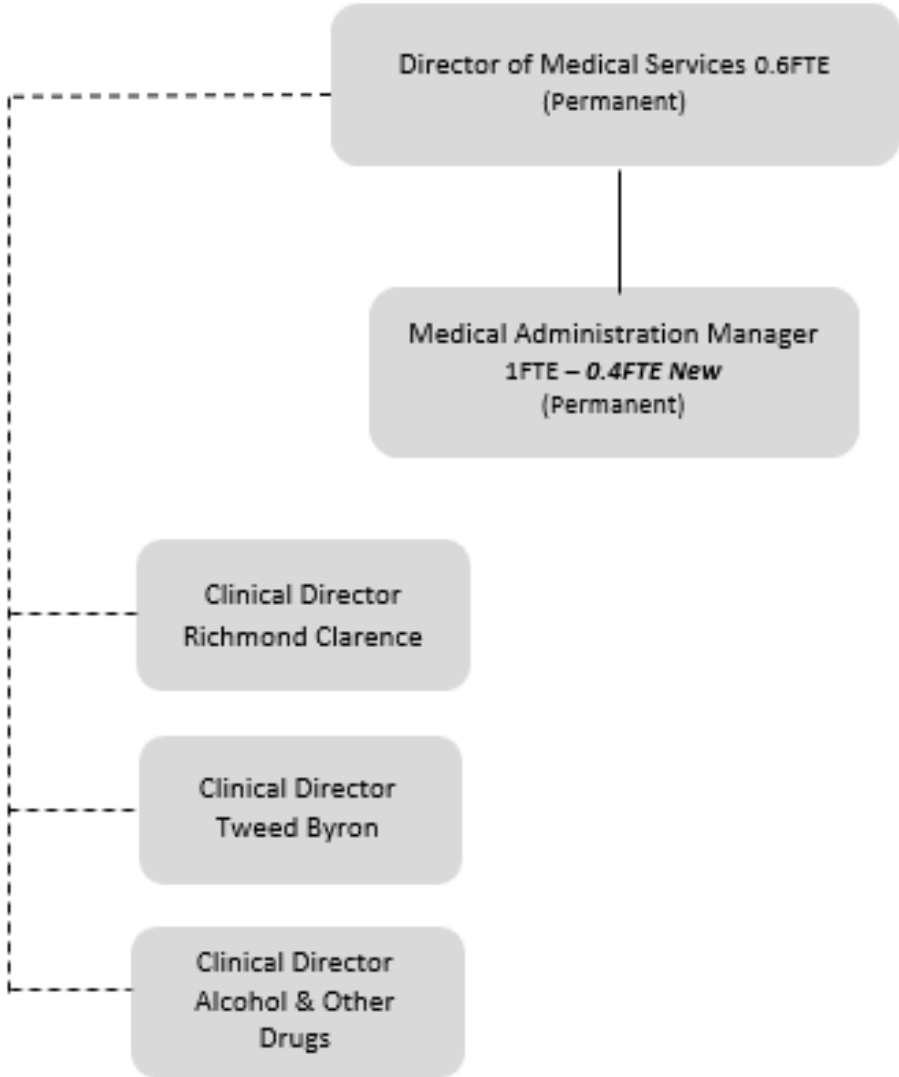 Director of Medical Services 0.6FTE
(Permanent)
Medical Administration Manager
1FTE – 0.4FTE New
(Permanent)
Clinical Director
Richmond Clarence
Clinical Director
Tweed Byron
Clinical Director
Alcohol & Other
Drugs